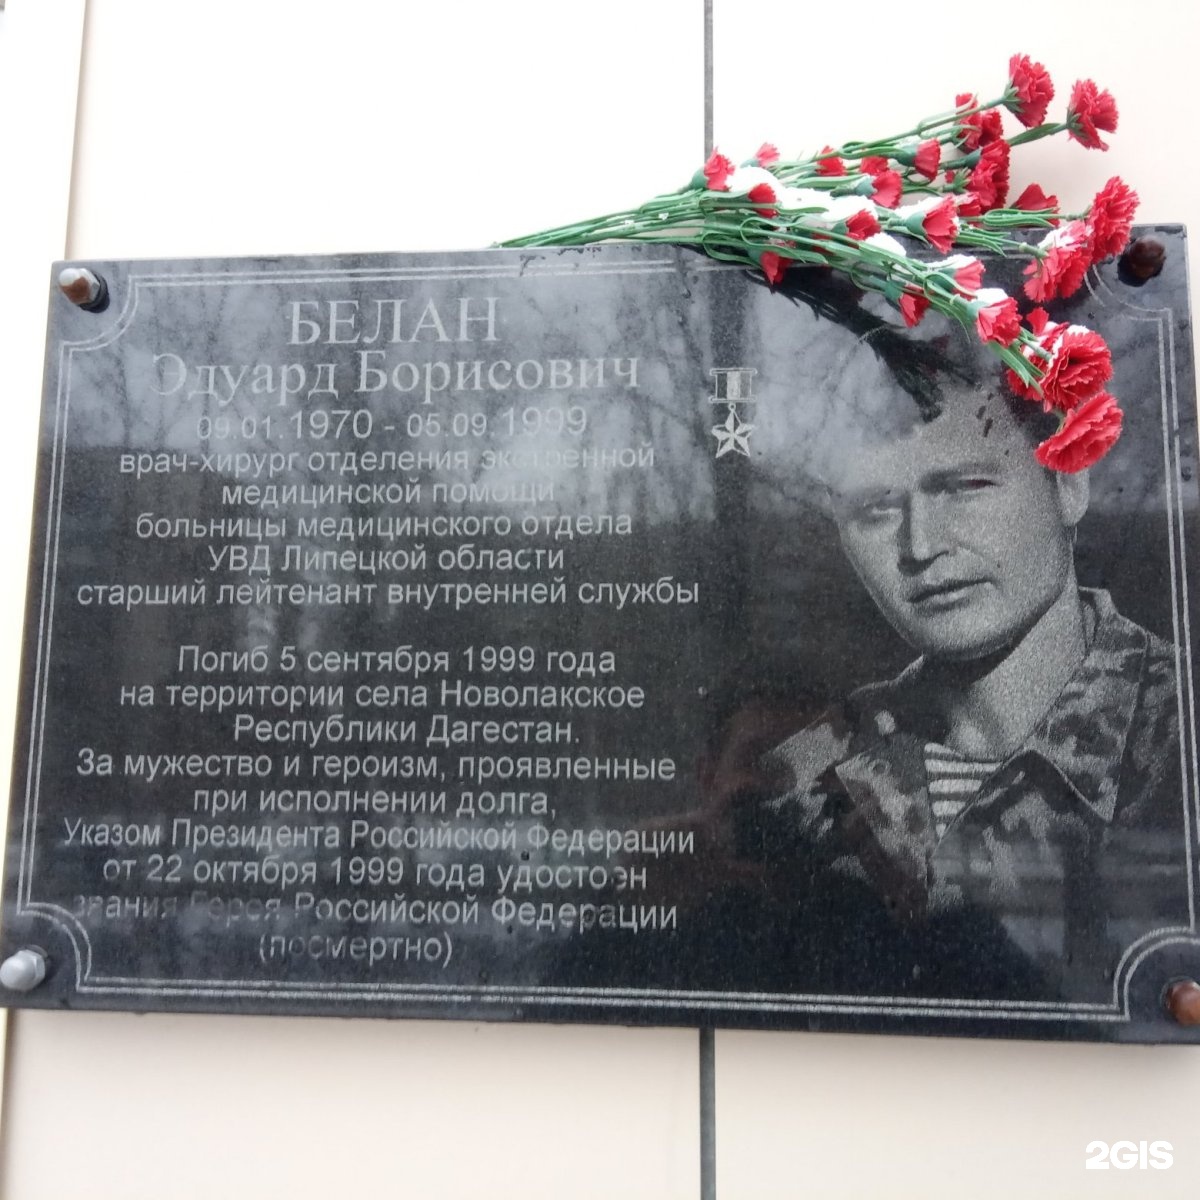 БЕЛАН
Эдуард Борисович
09.01.1970 - 05.09.1999
врач-хирург отделения экстренной
медицинской помощи
больницы медицинского отдела
УВД Липецкой области
старший лейтенант внутренней службы
Погиб 5 сентября 1999 года
на территории села Новолакское
Республики Дагестан.
За мужество и героизм, проявленные
при исполнении долга,
Указом Президента Российской Федерации
от 22 октября 1999 года удостоэн
звания Героя Российской Федерации
(посмертно)
2GIS